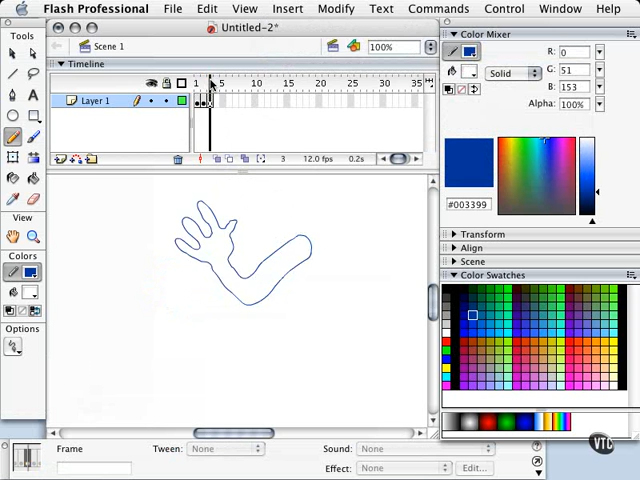 Flash Professional File Edit View Insert Modify Text Commands Control Window Help
Untitled-2*
Scene 1
100%
Timeline
1 5 10 15 20 25 30 35
Layer 1
3 12.0 fps 0.2s
Tools
View
Colors
Options
Color Mixer
R: 0
Solid
G: 51
B: 153
Alpha: 100%
#003399
Transform
Align
Scene
Color Swatches
Frame
Tween: None
Sound: None
Effect: None
Edit...
VTC